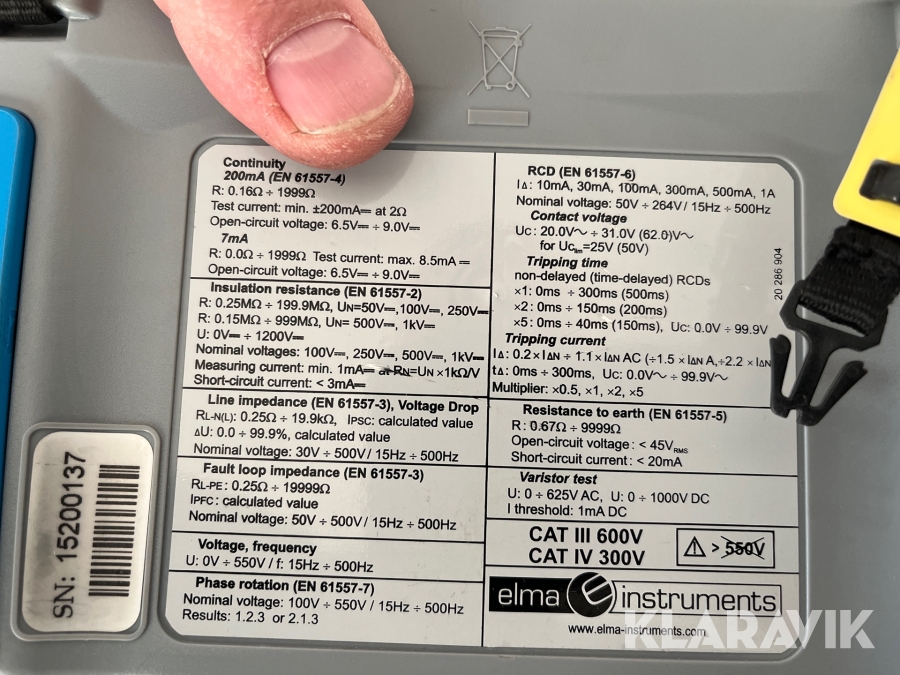 Continuity
200mA (EN 61557-4)
R: 0.16Ω ÷ 1999Ω
Test current: min. ±200mA⎓ at 2Ω
Open-circuit voltage: 6.5V⎓ ÷ 9.0V⎓
7mA
R: 0.0Ω ÷ 1999Ω Test current: max. 8.5mA ⎓
Open-circuit voltage: 6.5V⎓ ÷ 9.0V⎓
Insulation resistance (EN 61557-2)
R: 0.25MΩ ÷ 199.9MΩ, UN=50V⎓,100V⎓, 250V⎓
R: 0.15MΩ ÷ 999MΩ, UN= 500V⎓, 1kV⎓
U: 0V⎓ ÷ 1200V⎓
Nominal voltages: 100V⎓, 250V⎓, 500V⎓, 1kV⎓
Measuring current: min. 1mA⎓ at RN=UN ×1kΩ/V
Short-circuit current: < 3mA⎓
Line impedance (EN 61557-3), Voltage Drop
RL-N(L): 0.25Ω ÷ 19.9kΩ, IPSC: calculated value
ΔU: 0.0 ÷ 99.9%, calculated value
Nominal voltage: 30V ÷ 500V/ 15Hz ÷ 500Hz
Fault loop impedance (EN 61557-3)
RL-PE: 0.25Ω ÷ 19999Ω
IPFC: calculated value
Nominal voltage: 50V ÷ 500V/ 15Hz ÷ 500Hz
Voltage, frequency
U: 0V ÷ 550V/ f: 15Hz ÷ 500Hz
Phase rotation (EN 61557-7)
Nominal voltage: 100V ÷ 550V / 15Hz ÷ 500Hz
Results: 1.2.3 or 2.1.3
RCD (EN 61557-6)
IΔ: 10mA, 30mA, 100mA, 300mA, 500mA, 1A
Nominal voltage: 50V ÷ 264V/ 15Hz ÷ 500Hz
Contact voltage
Uc: 20.0V∿ ÷ 31.0V (62.0)V∿
for Uclim=25V (50V)
Tripping time
non-delayed (time-delayed) RCDs
×1: 0ms ÷ 300ms (500ms)
×2: 0ms ÷ 150ms (200ms)
×5: 0ms ÷ 40ms (150ms), Uc: 0.0V ÷ 99.9V
Tripping current
IΔ: 0.2×IΔN ÷ 1.1×IΔN AC (÷1.5 ×IΔN A,÷2.2 ×IΔN
tΔ: 0ms ÷ 300ms, Uc: 0.0V∿ ÷ 99.9V∿
Multiplier: ×0.5, ×1, ×2, ×5
Resistance to earth (EN 61557-5)
R: 0.67Ω ÷ 9999Ω
Open-circuit voltage: < 45VRMS
Short-circuit current: < 20mA
Varistor test
U: 0 ÷ 625V AC, U: 0 ÷ 1000V DC
I threshold: 1mA DC
CAT III 600V
CAT IV 300V
> 550V
elma instruments
www.elma-instruments.com
20 286 904
SN: 15200137
KLARAVIK